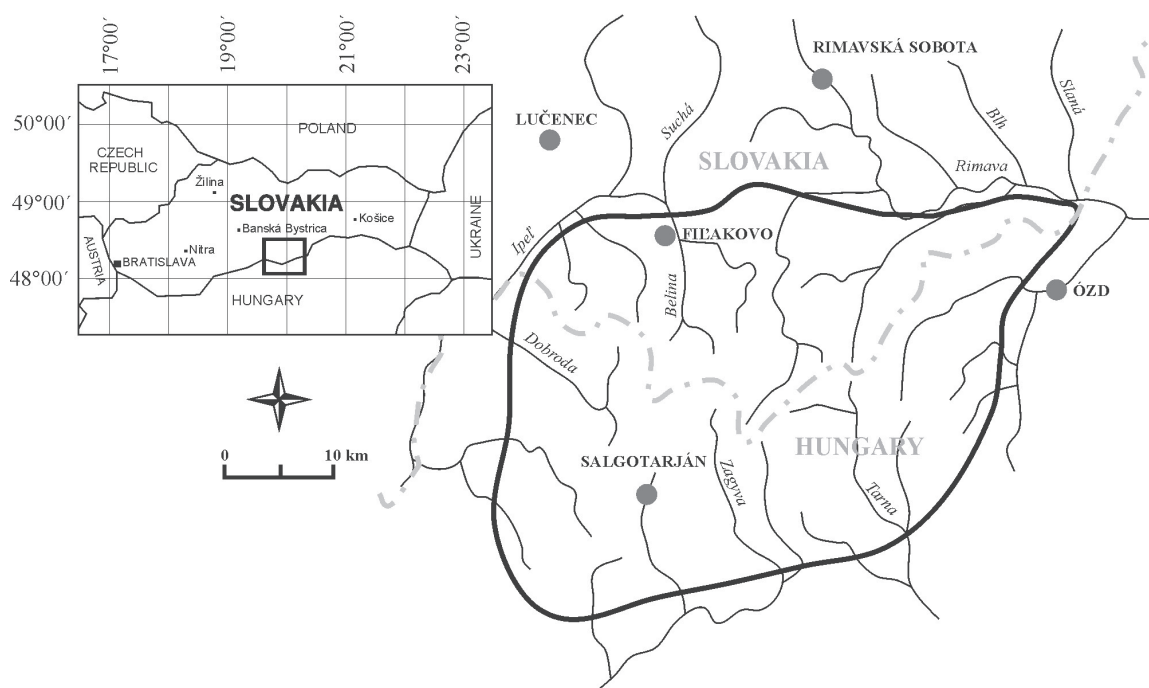 17°00´
19°00´
21°00´
23°00´
50°00´
49°00´
48°00´
POLAND
CZECH
REPUBLIC
Žilina
SLOVAKIA
Košice
Banská Bystrica
Nitra
BRATISLAVA
AUSTRIA
UKRAINE
HUNGARY
0
10 km
RIMAVSKÁ SOBOTA
LUČENEC
Suchá
Blh
Slaná
SLOVAKIA
Rimava
Ipeľ
FIĽAKOVO
Belina
ÓZD
Dobroda
HUNGARY
SALGOTARJÁN
Zagyva
Tarna